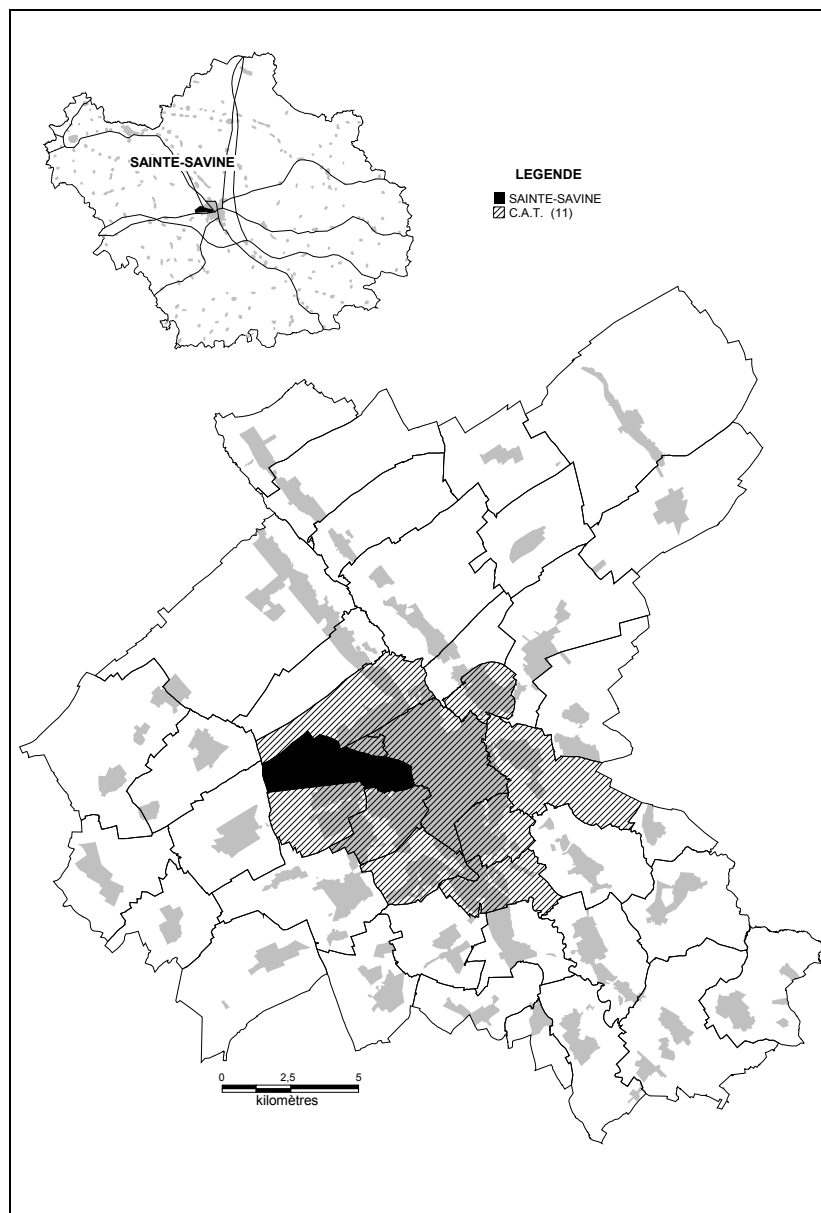 SAINTE-SAVINE
LEGENDE
SAINTE-SAVINE
C.A.T. (11)
0 2,5 5
kilomètres